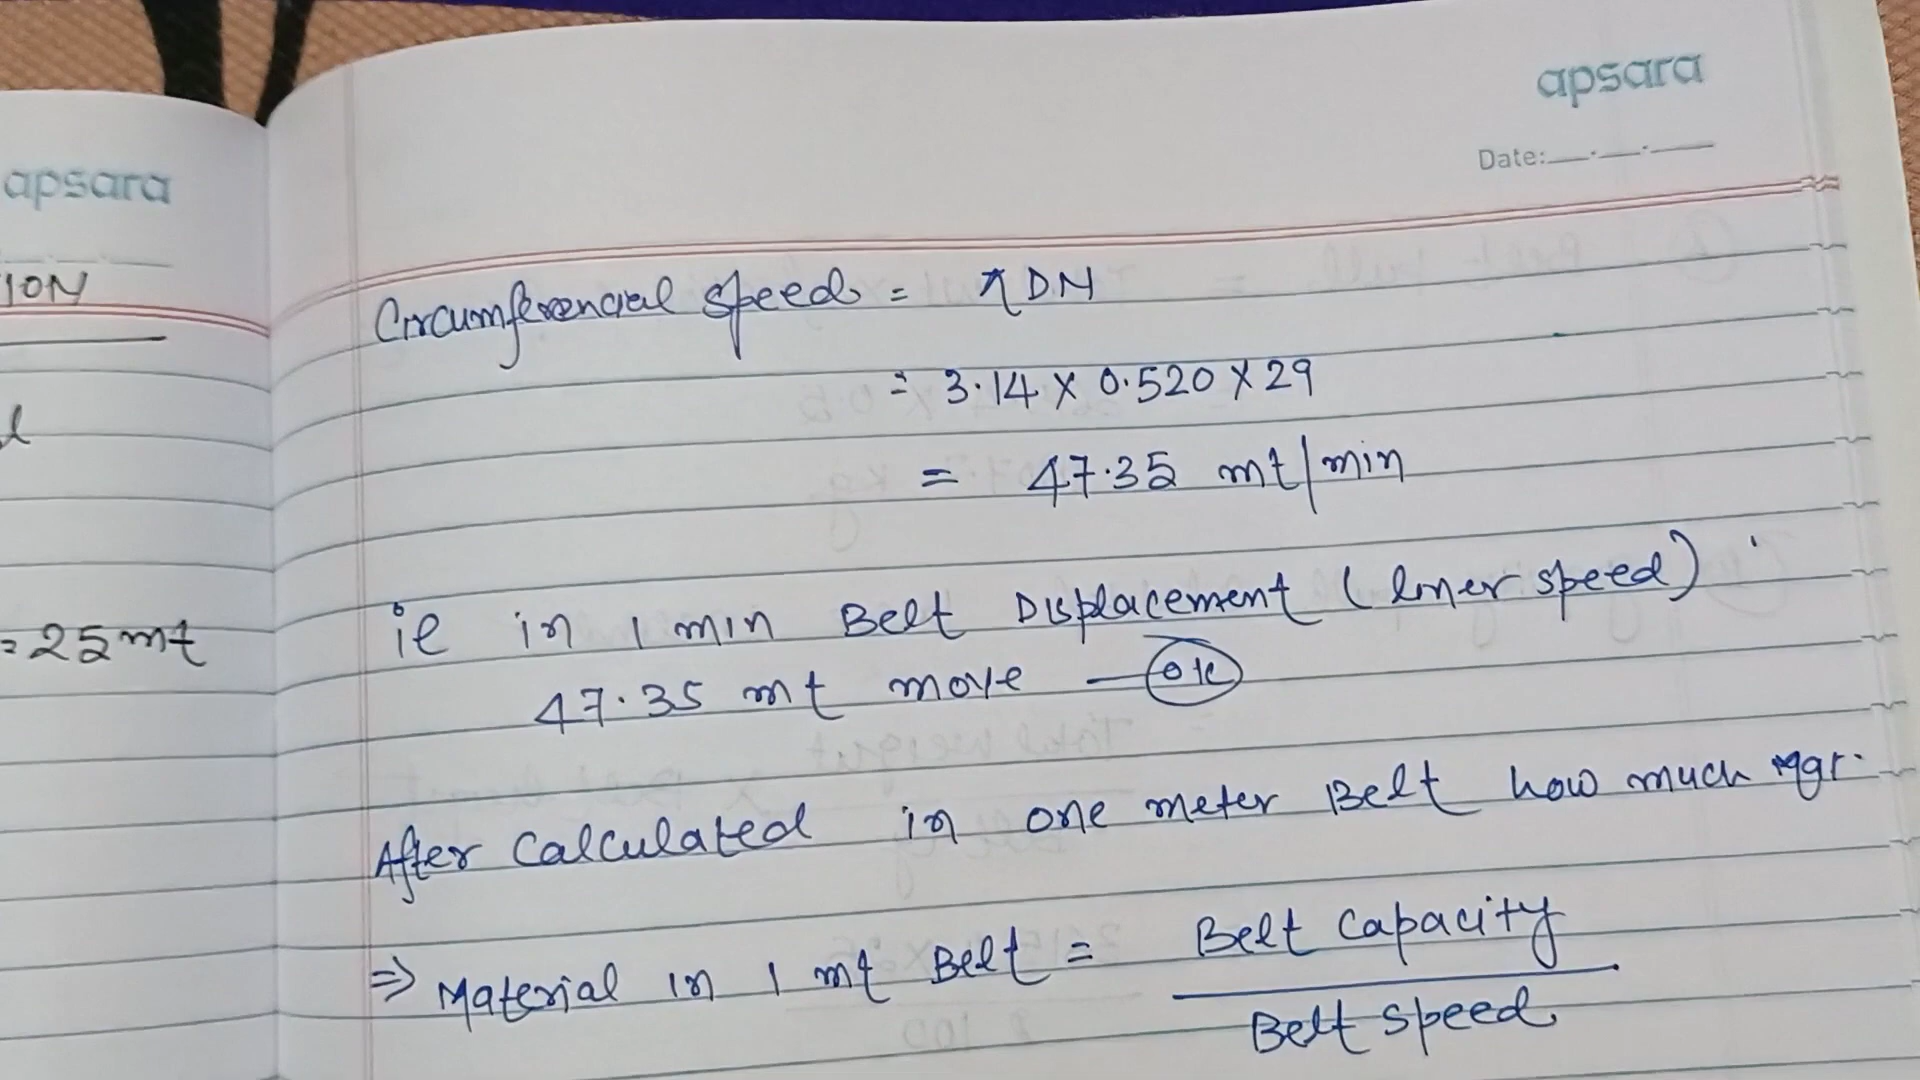 apsara
ION
l
= 25 mt
apsara
Date:
Circumferencial speed = πDN
= 3.14 X 0.520 X 29
= 47.35 mt/min
ie in 1 min Belt Displacement (liner speed)
47.35 mt move - ok
After calculated in one meter Belt how much
⇒ Material in 1 mt Belt = Belt Capacity
Belt speed